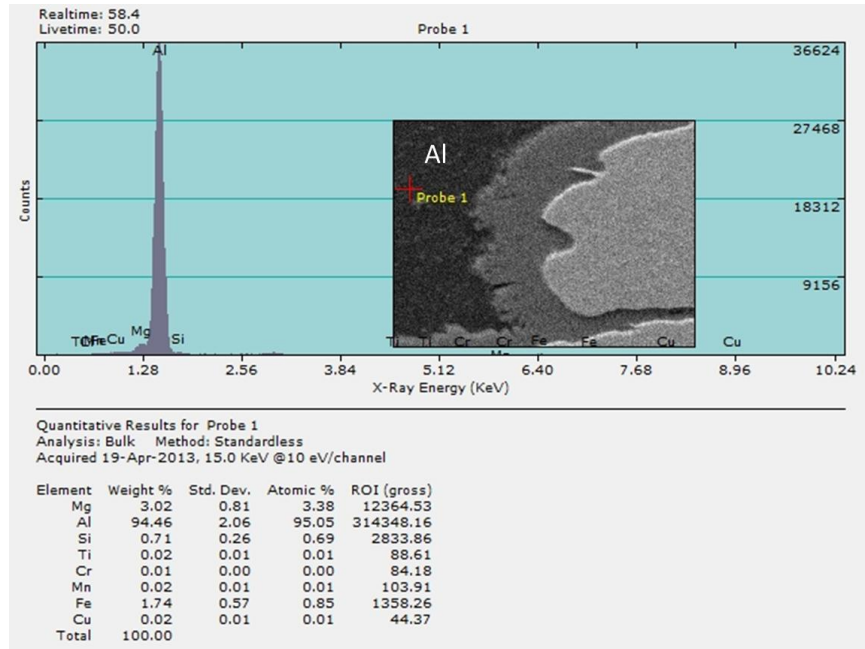 Realtime: 58.4
Livetime: 50.0
Probe 1
Al
36624
27468
Al
Probe 1
18312
Counts
9156
Mg
Si
Cu
Ti Ti Cr Cr Fe Fe Cu Cu
Mn
0.00 1.28 2.56 3.84 5.12 6.40 7.68 8.96 10.24
X-Ray Energy (KeV)
Quantitative Results for Probe 1
Analysis: Bulk Method: Standardless
Acquired 19-Apr-2013, 15.0 KeV @10 eV/channel
Element Weight % Std. Dev. Atomic % ROI (gross)
Mg 3.02 0.81 3.38 12364.53
Al 94.46 2.06 95.05 314348.16
Si 0.71 0.26 0.69 2833.86
Ti 0.02 0.01 0.01 88.61
Cr 0.01 0.00 0.00 84.18
Mn 0.02 0.01 0.01 103.91
Fe 1.74 0.57 0.85 1358.26
Cu 0.02 0.01 0.01 44.37
Total 100.00